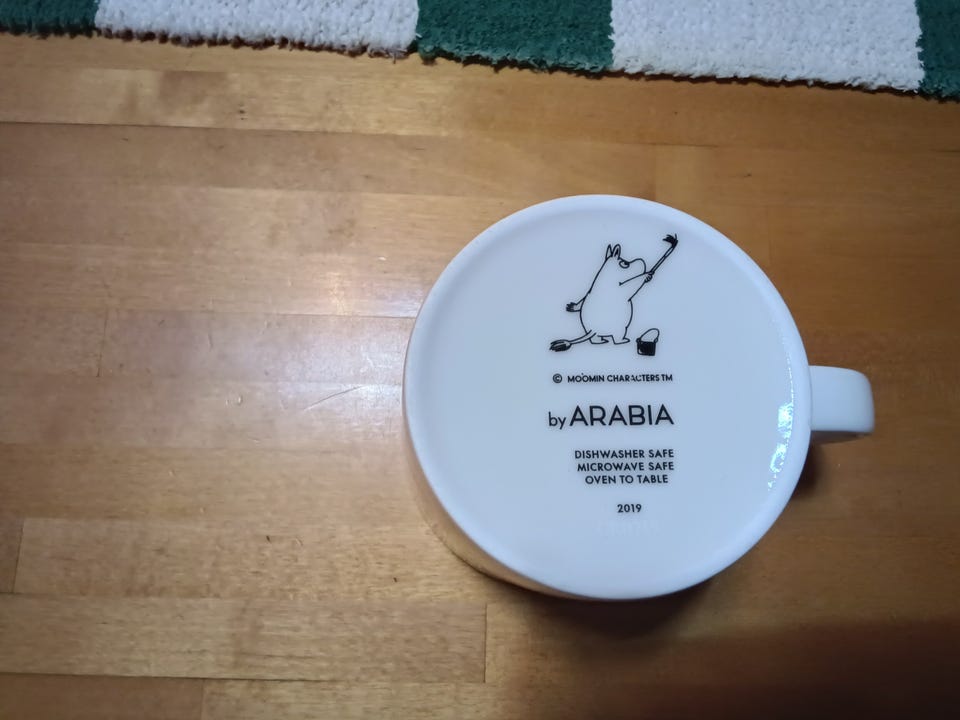 © MOOMIN CHARACTERS TM
by ARABIA
DISHWASHER SAFE
MICROWAVE SAFE
OVEN TO TABLE
2019